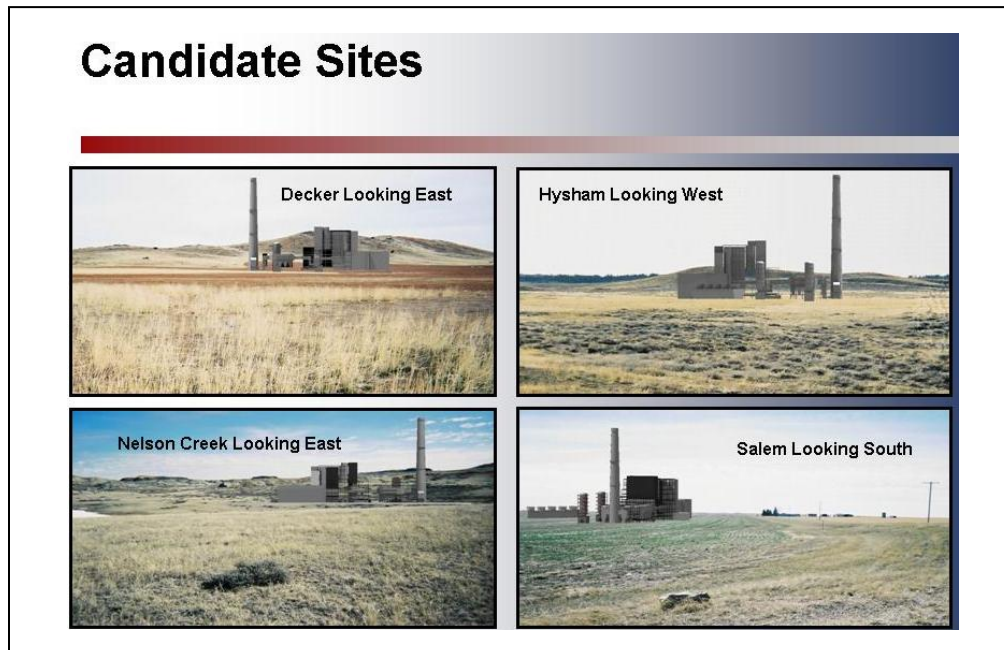 Candidate Sites
Decker Looking East
Hysham Looking West
Nelson Creek Looking East
Salem Looking South